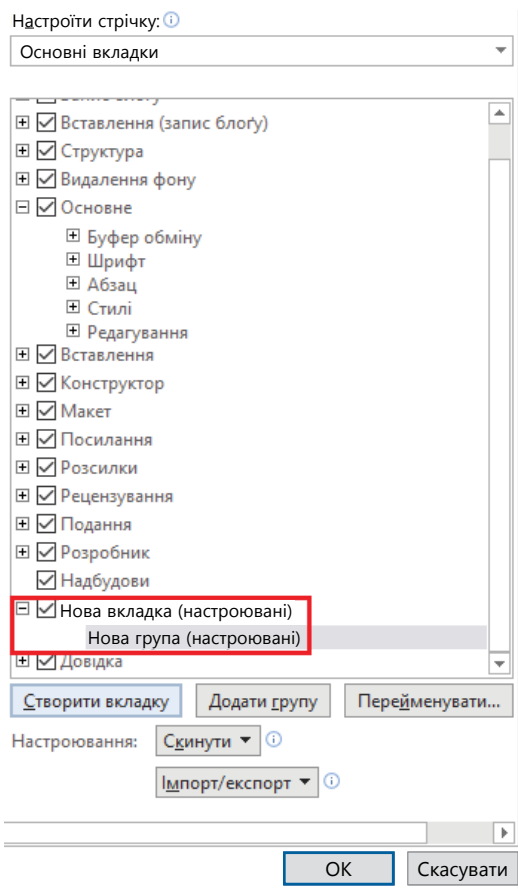 Настроїти стрічку:
Основні вкладки
Вставлення (запис блоґу)
Структура
Видалення фону
Основне
Буфер обміну
Шрифт
Абзац
Стилі
Редагування
Вставлення
Конструктор
Макет
Посилання
Розсилки
Рецензування
Подання
Розробник
Надбудови
Нова вкладка (настроювані)
Нова група (настроювані)
Довідка
Створити вкладку Додати групу Перейменувати...
Настроювання: Скинути
Імпорт/експорт
OK Скасувати